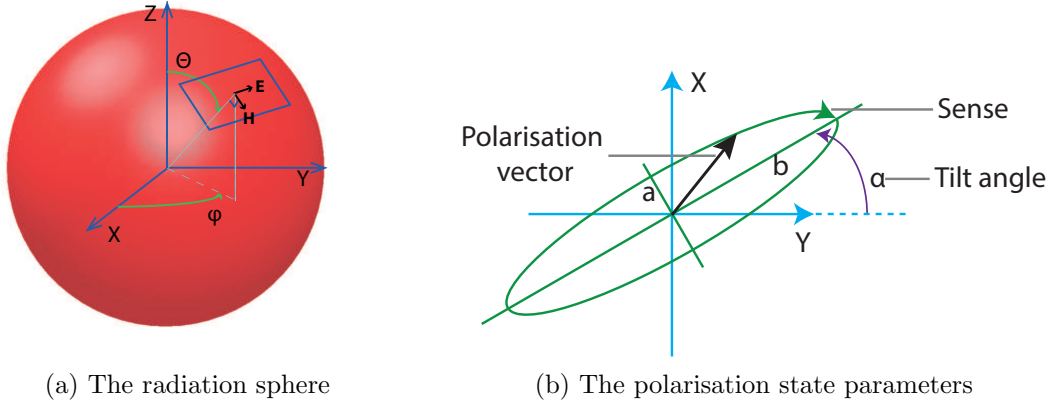 Z
Θ
E
H
Y
φ
X
(a) The radiation sphere
X
Sense
Polarisation
vector
b
a
α
Tilt angle
Y
(b) The polarisation state parameters